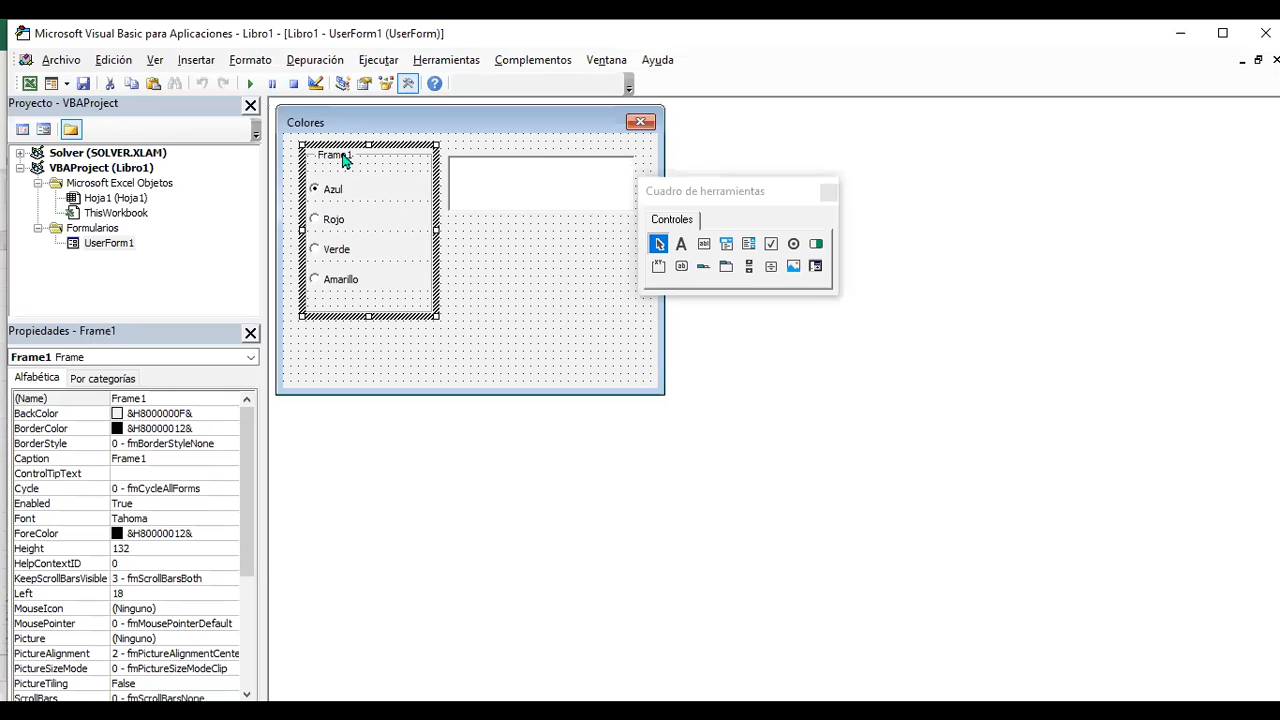 Microsoft Visual Basic para Aplicaciones - Libro1 - [Libro1 - UserForm1 (UserForm)]
Archivo Edición Ver Insertar Formato Depuración Ejecutar Herramientas Complementos Ventana Ayuda
Proyecto - VBAProject
Solver (SOLVER.XLAM)
VBAProject (Libro1)
Microsoft Excel Objetos
Hoja1 (Hoja1)
ThisWorkbook
Formularios
UserForm1
Propiedades - Frame1
Frame1 Frame
Alfabética Por categorías
(Name) Frame1
BackColor &H8000000F&
BorderColor &H80000012&
BorderStyle 0 - fmBorderStyleNone
Caption Frame1
ControlTipText
Cycle 0 - fmCycleAllForms
Enabled True
Font Tahoma
ForeColor &H80000012&
Height 132
HelpContextID 0
KeepScrollBarsVisible 3 - fmScrollBarsBoth
Left 18
MouseIcon (Ninguno)
MousePointer 0 - fmMousePointerDefault
Picture (Ninguno)
PictureAlignment 2 - fmPictureAlignmentCente
PictureSizeMode 0 - fmPictureSizeModeClip
PictureTiling False
ScrollBars 0 - fmScrollBarsNone
Colores
Frame1
Azul
Rojo
Verde
Amarillo
Cuadro de herramientas
Controles